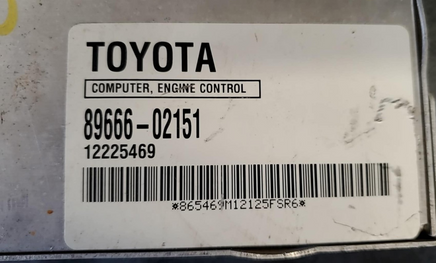 TOYOTA
COMPUTER, ENGINE CONTROL
89666-02151
12225469
*865469M12125FSR6*